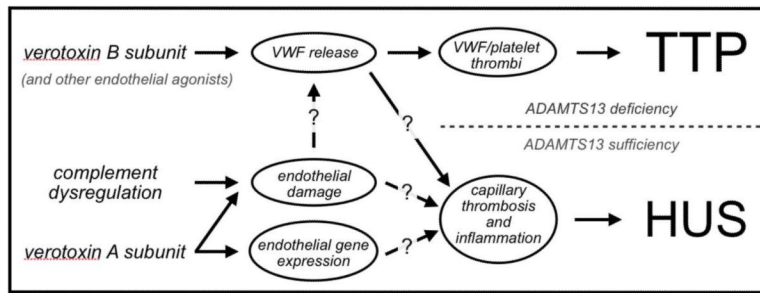 verotoxin B subunit
(and other endothelial agonists)
VWF release
VWF/platelet
thrombi
TTP
?
?
ADAMTS13 deficiency
ADAMTS13 sufficiency
complement
dysregulation
endothelial
damage
?
capillary
thrombosis
and
inflammation
HUS
verotoxin A subunit
endothelial gene
expression
?